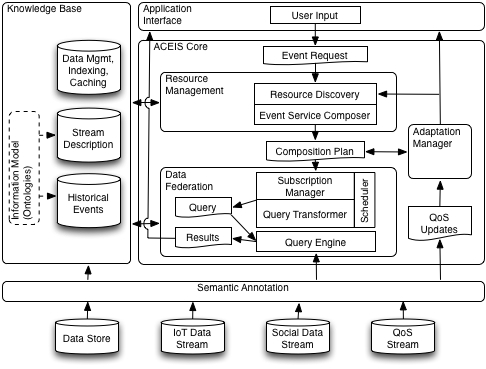 Knowledge Base
Data Mgmt,
Indexing,
Caching
Stream
Description
Historical
Events
Information Model
(Ontologies)
Application
Interface
User Input
ACEIS Core
Event Request
Resource
Management
Resource Discovery
Event Service Composer
Composition Plan
Adaptation
Manager
Data
Federation
Subscription
Manager
Query Transformer
Scheduler
Query
Results
Query Engine
QoS
Updates
Semantic Annotation
Data Store
IoT Data
Stream
Social Data
Stream
QoS
Stream